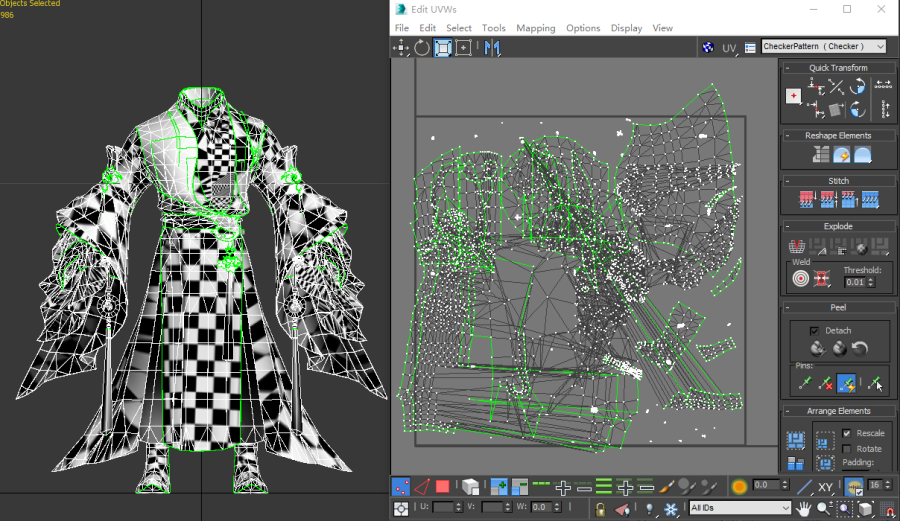 Objects Selected
986
Edit UVWs
File Edit Select Tools Mapping Options Display View
UV
CheckerPattern ( Checker )
- Quick Transform
- Reshape Elements
- Stitch
- Explode
Weld
Threshold:
0.01
- Peel
Detach
Pins:
- Arrange Elements
Rescale
Rotate
Padding:
0.0
XY
16
U:
V:
W: 0.0
All IDs